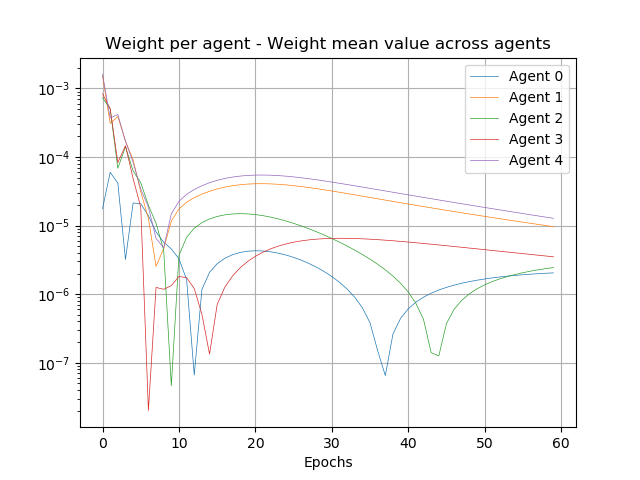 Weight per agent - Weight mean value across agents
Agent 0
Agent 1
Agent 2
Agent 3
Agent 4
10⁻³
10⁻⁴
10⁻⁵
10⁻⁶
10⁻⁷
0 10 20 30 40 50 60
Epochs